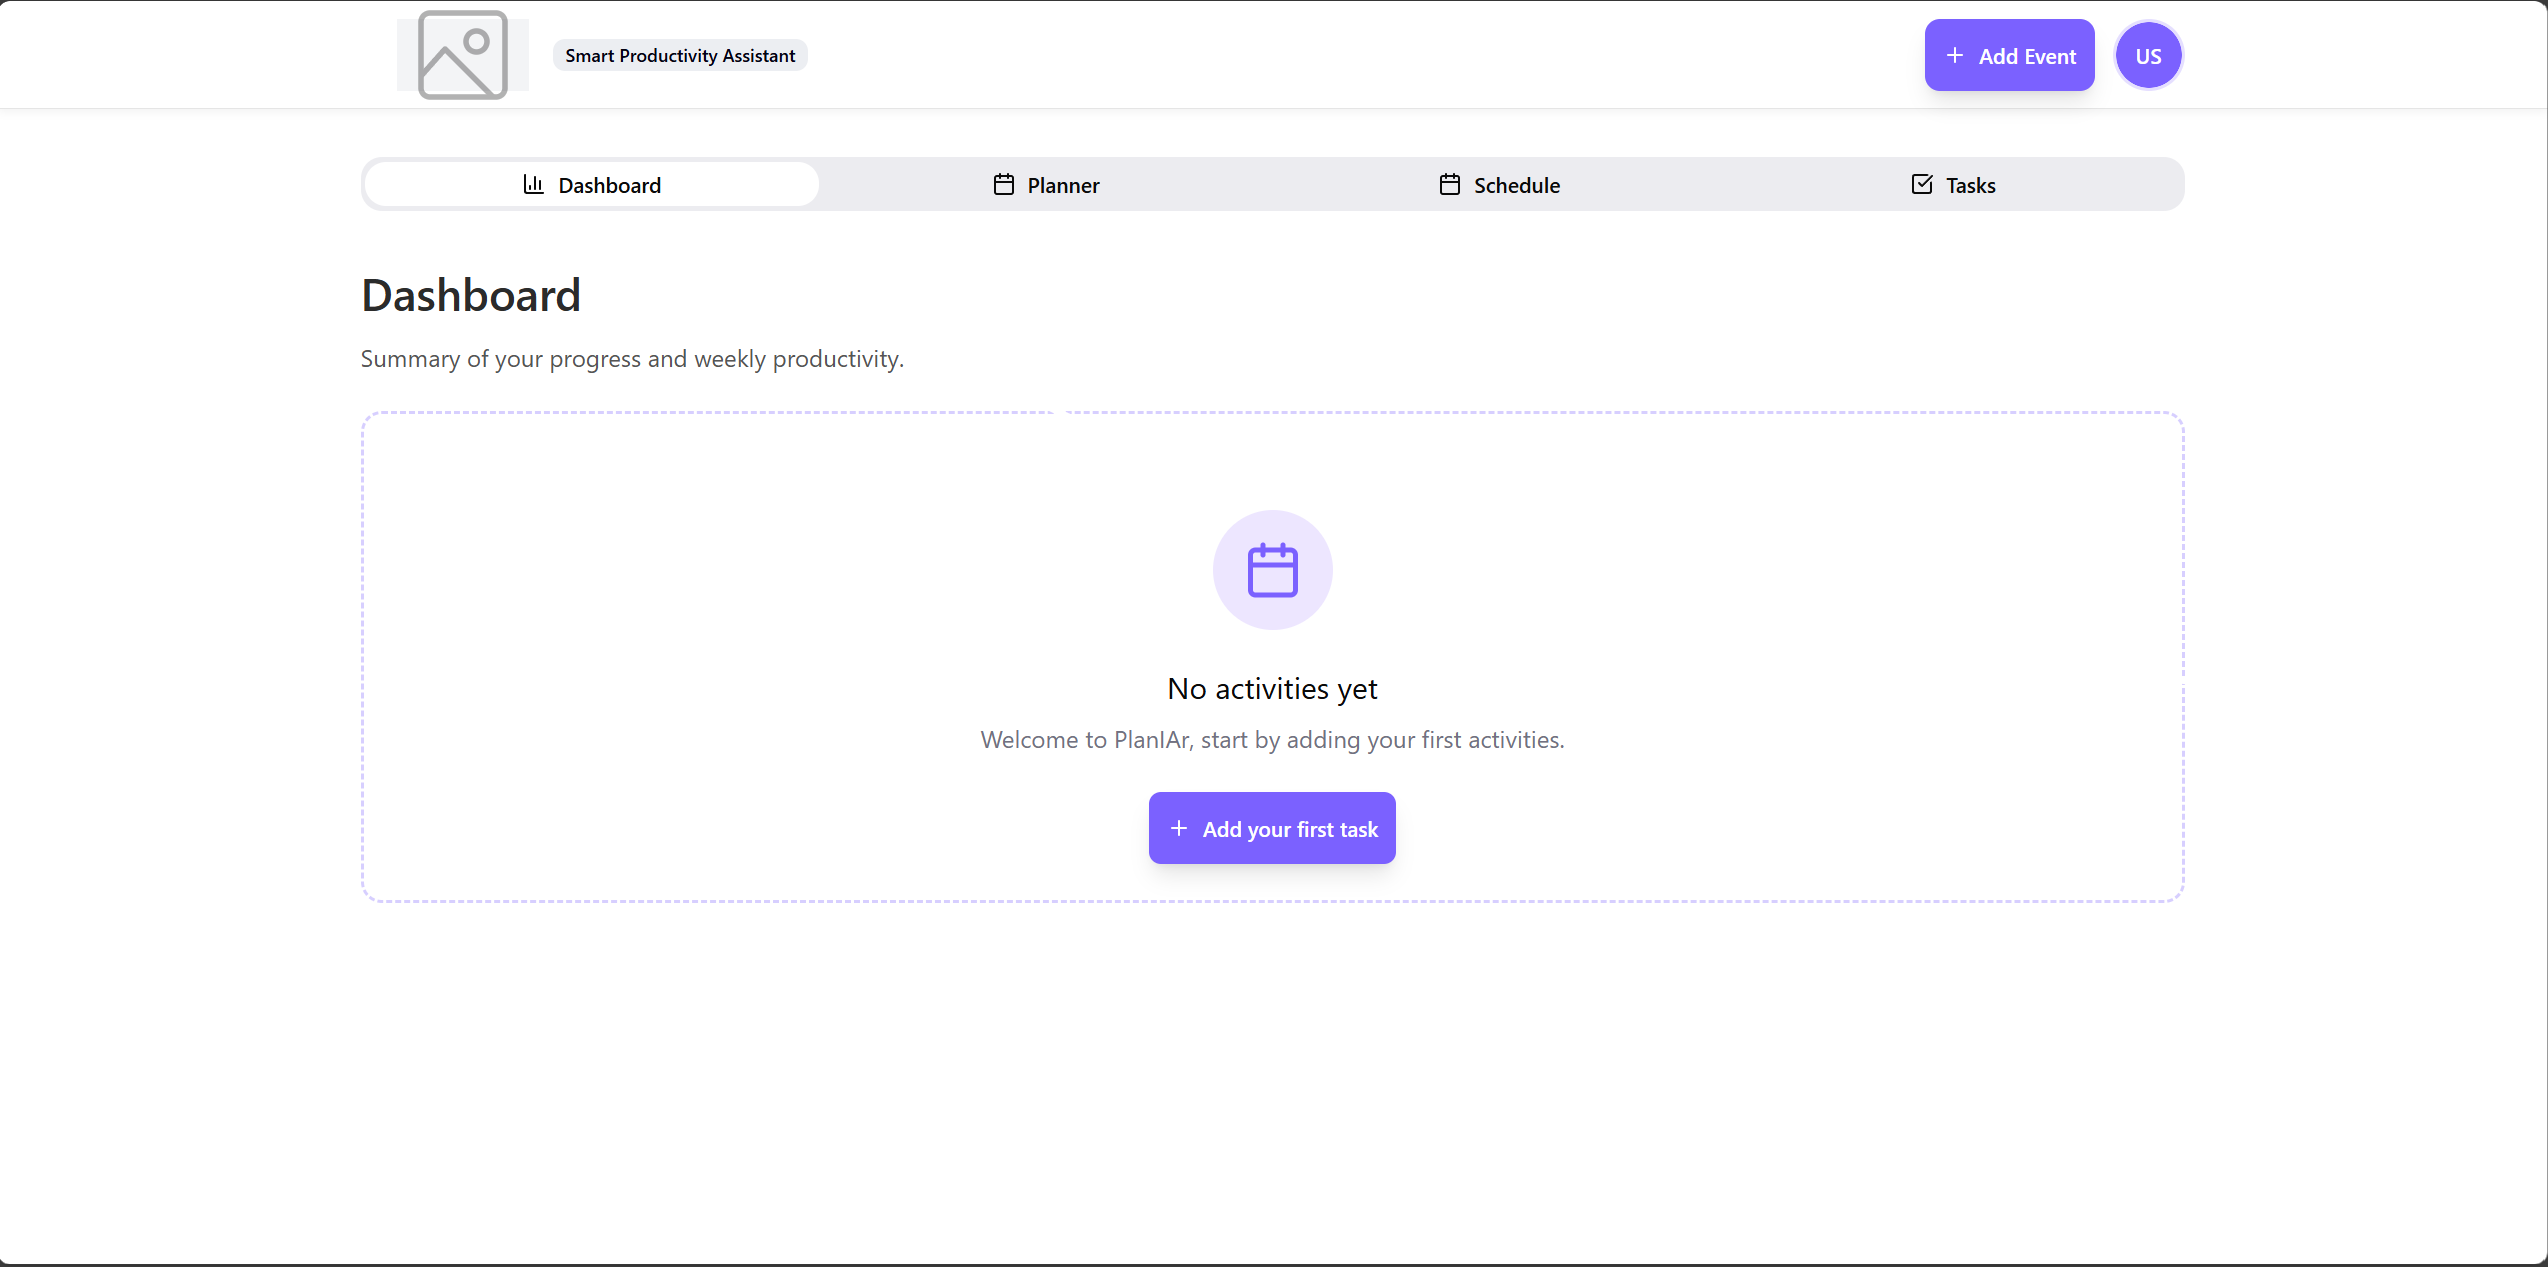 Smart Productivity Assistant
Add Event
US
Dashboard
Planner
Schedule
Tasks
Dashboard
Summary of your progress and weekly productivity.
No activities yet
Welcome to PlanIAr, start by adding your first activities.
Add your first task